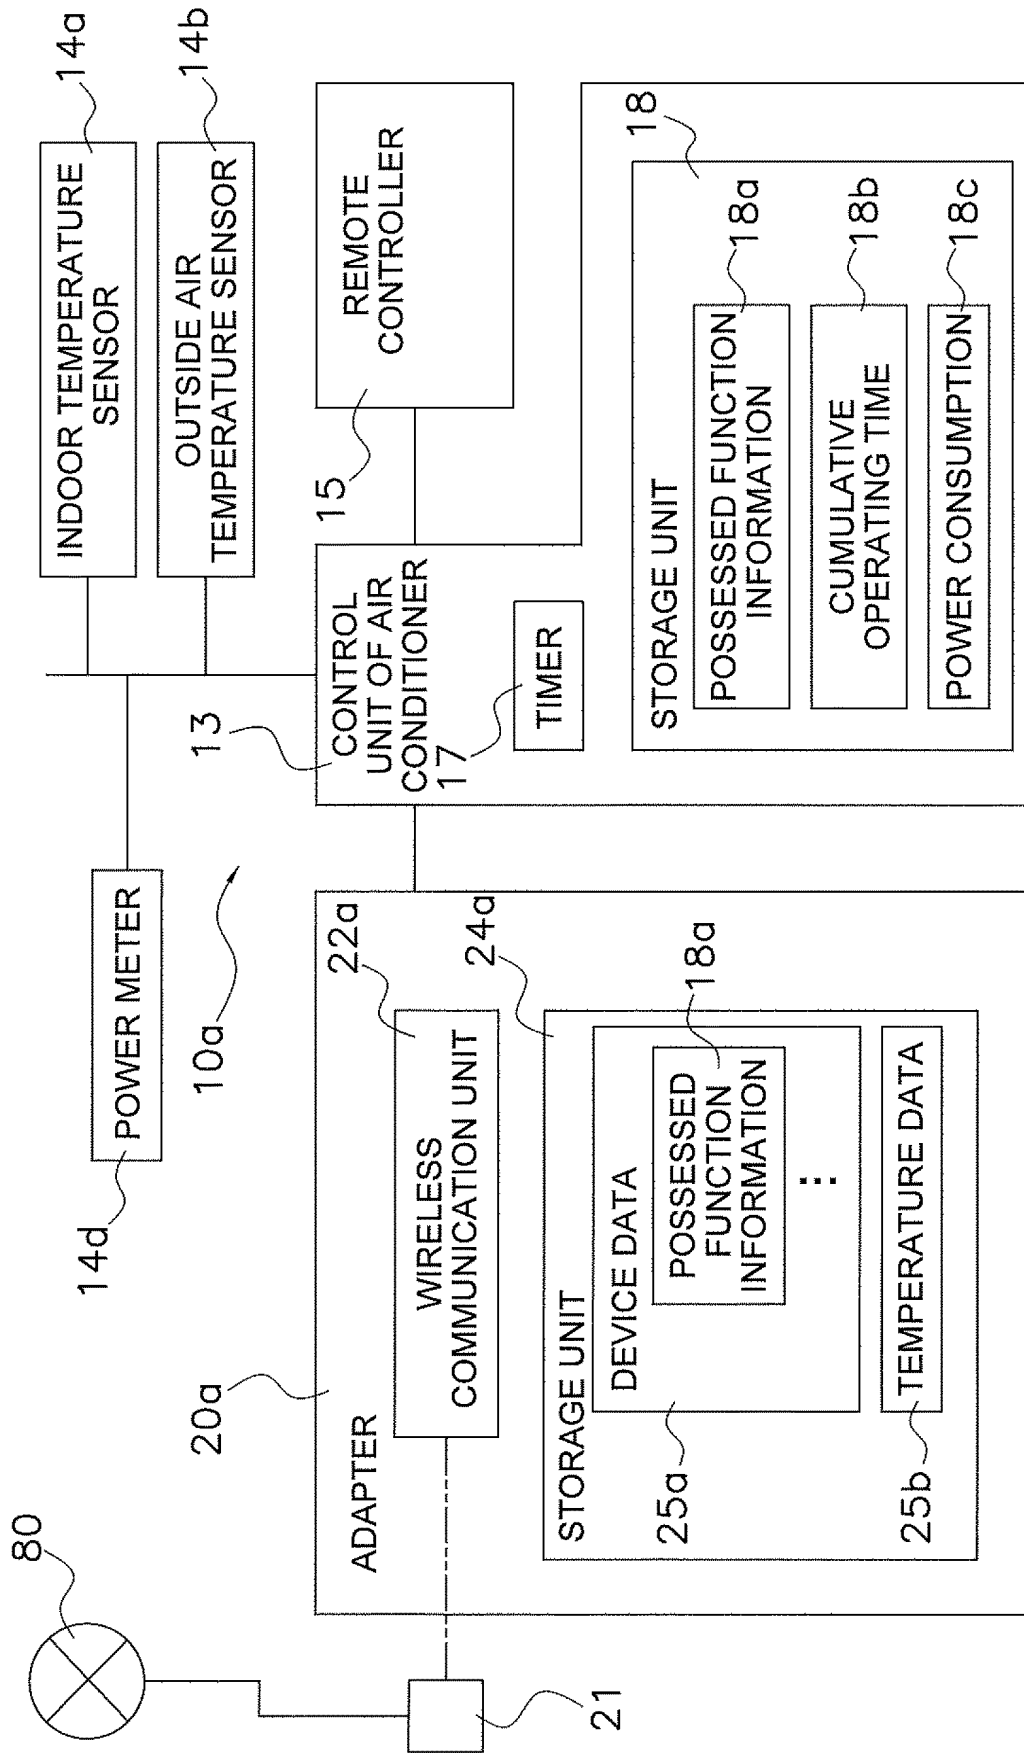 80
21
20a
ADAPTER
WIRELESS
COMMUNICATION UNIT
22a
STORAGE UNIT
24a
DEVICE DATA
25a
POSSESSED
FUNCTION
INFORMATION
18a
...
TEMPERATURE DATA
25b
POWER METER
14d
10a
INDOOR TEMPERATURE
SENSOR
14a
OUTSIDE AIR
TEMPERATURE SENSOR
14b
13
CONTROL
UNIT OF AIR
CONDITIONER
17
TIMER
15
REMOTE
CONTROLLER
STORAGE UNIT
18
POSSESSED FUNCTION
INFORMATION
18a
CUMULATIVE
OPERATING TIME
18b
POWER CONSUMPTION
18c